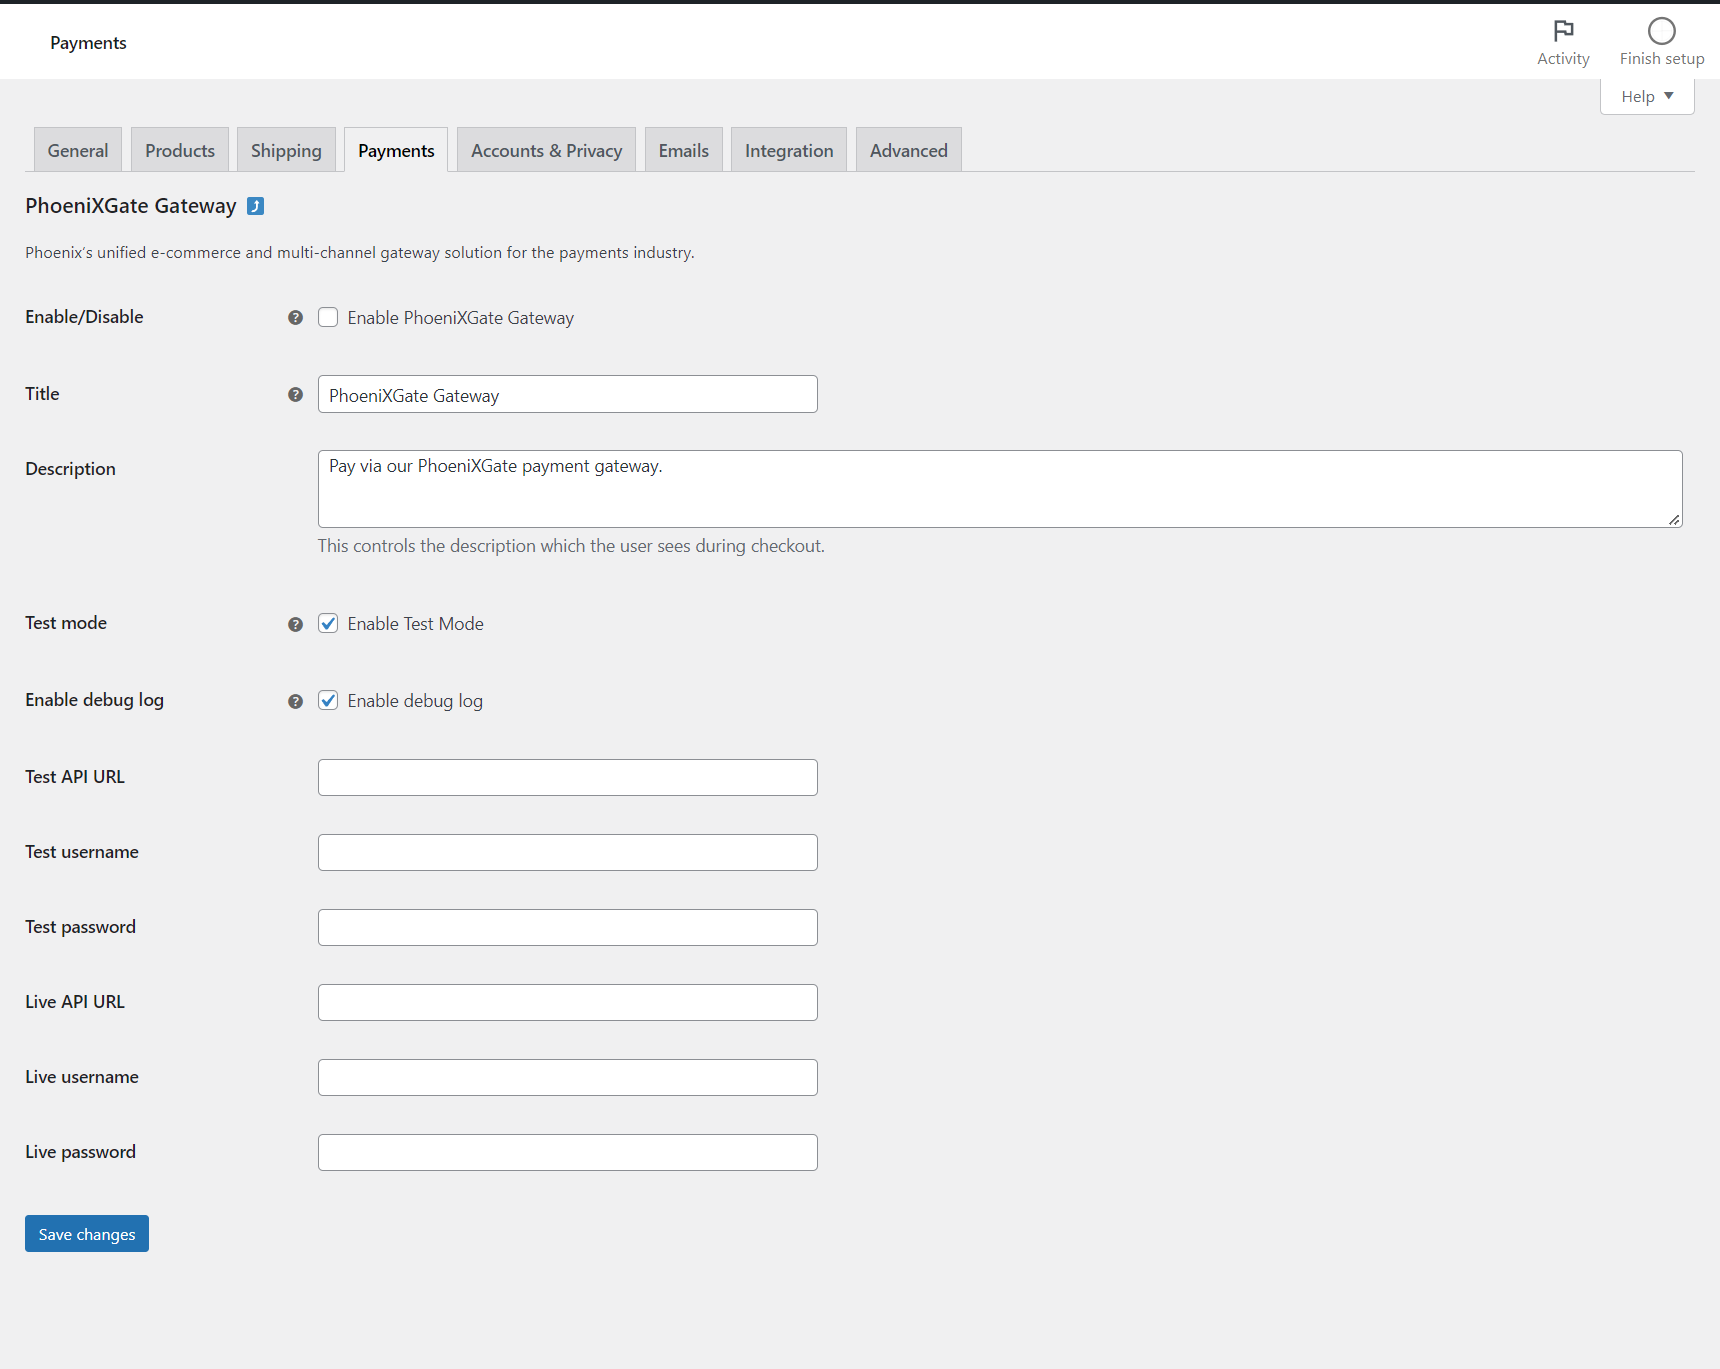 Payments
Activity
Finish setup
Help
General
Products
Shipping
Payments
Accounts & Privacy
Emails
Integration
Advanced
PhoeniXGate Gateway
Phoenix's unified e-commerce and multi-channel gateway solution for the payments industry.
Enable/Disable
Enable PhoeniXGate Gateway
Title
PhoeniXGate Gateway
Description
Pay via our PhoeniXGate payment gateway.
This controls the description which the user sees during checkout.
Test mode
Enable Test Mode
Enable debug log
Enable debug log
Test API URL
Test username
Test password
Live API URL
Live username
Live password
Save changes